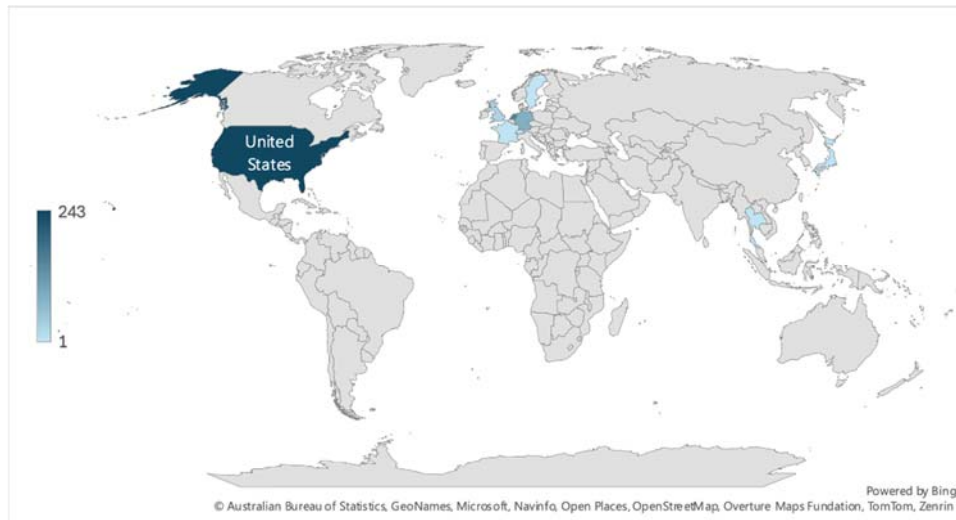 United
States
243
1
Powered by Bing
© Australian Bureau of Statistics, GeoNames, Microsoft, Navinfo, Open Places, OpenStreetMap, Overture Maps Fundation, TomTom, Zenrin